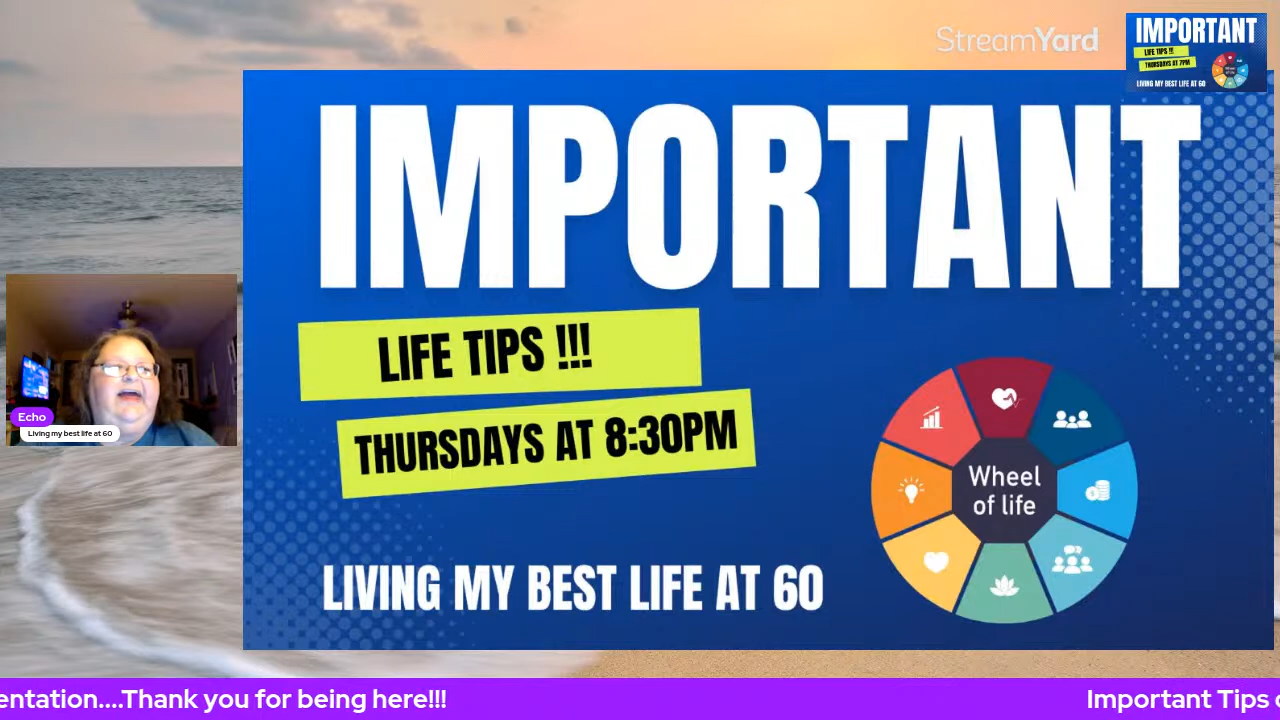 StreamYard
IMPORTANT
LIFE TIPS !!!
THURSDAYS AT 7PM
LIVING MY BEST LIFE AT 60
IMPORTANT
LIFE TIPS !!!
THURSDAYS AT 8:30PM
Wheel
of life
LIVING MY BEST LIFE AT 60
Echo
Living my best life at 60
entation....Thank you for being here!!!
Important Tips